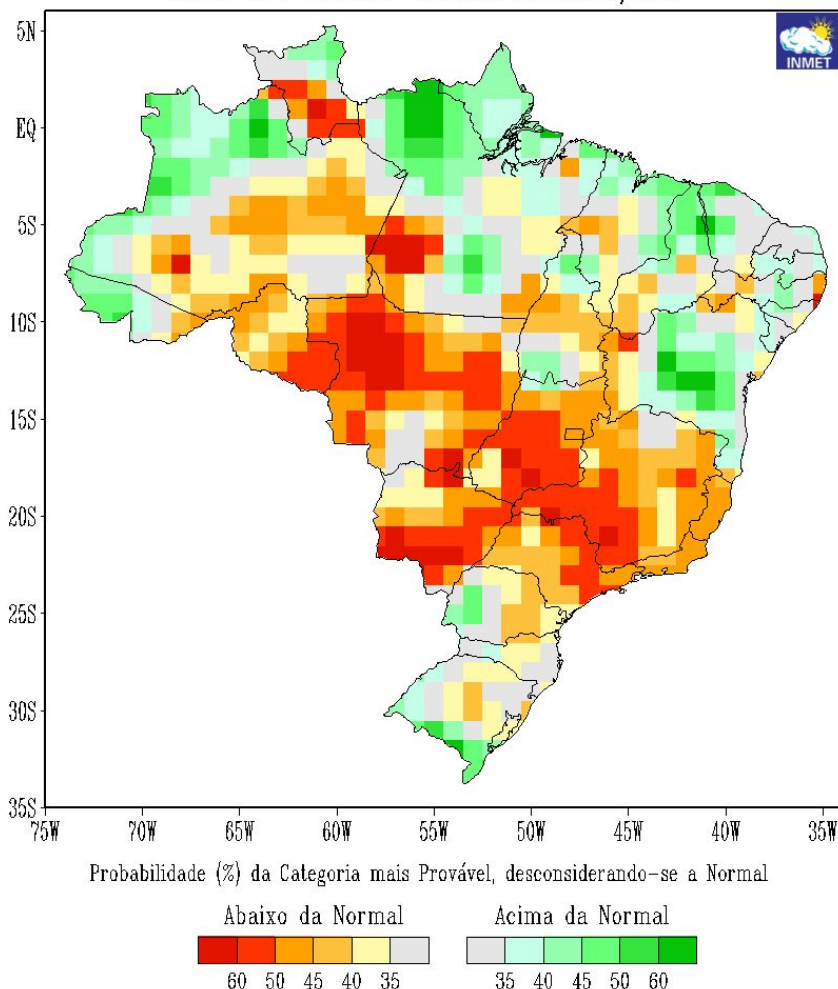 INMET
5N
EQ
5S
10S
15S
20S
25S
30S
35S
75W 70W 65W 60W 55W 50W 45W 40W 35W
Probabilidade (%) da Categoria mais Provável, desconsiderando-se a Normal
Abaixo da Normal Acima da Normal
60 50 45 40 35 35 40 45 50 60